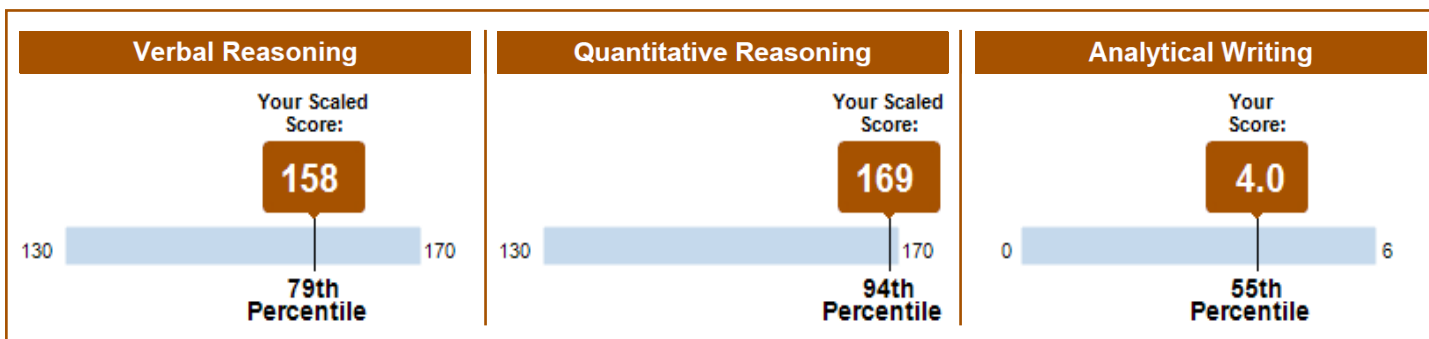 Verbal Reasoning
Your Scaled
Score:
158
130
170
79th
Percentile
Quantitative Reasoning
Your Scaled
Score:
169
130
170
94th
Percentile
Analytical Writing
Your
Score:
4.0
0
6
55th
Percentile